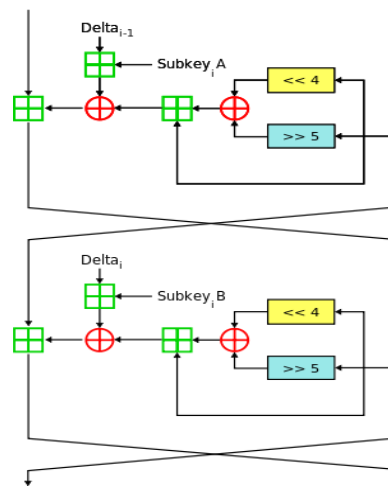 Delta i-1
Subkey i A
<< 4
>> 5
Delta i
Subkey i B
<< 4
>> 5